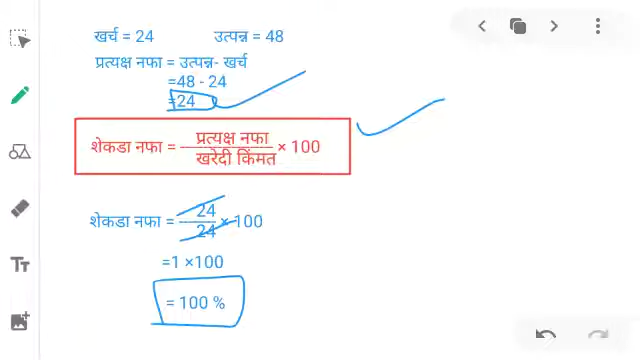 खर्च = 24 उत्पन्न = 48
प्रत्यक्ष नफा = उत्पन्न- खर्च
=48 - 24
=24
शेकडा नफा = प्रत्यक्ष नफा / खरेदी किंमत × 100
शेकडा नफा = 24 / 24 × 100
=1 ×100
= 100 %
Tт